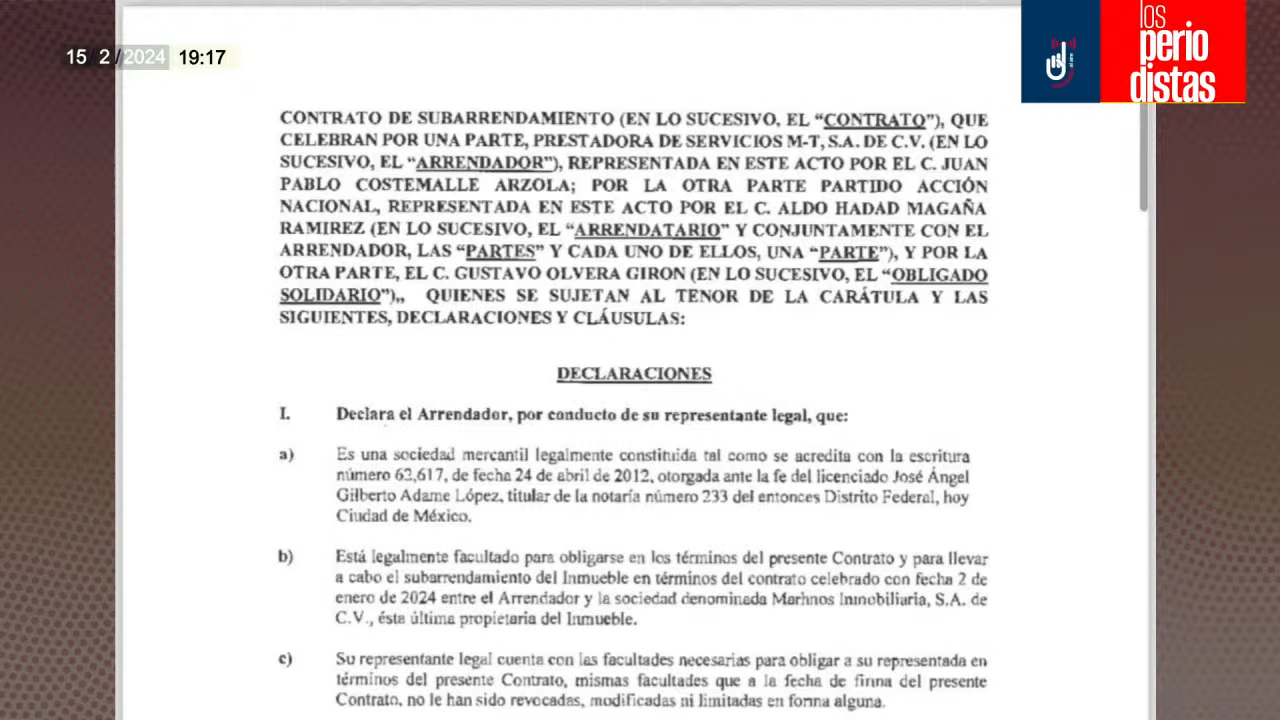 15/2/2024 19:17
los
perio
distas
CONTRATO DE SUBARRENDAMIENTO (EN LO SUCESIVO, EL “CONTRATO”), QUE
CELEBRAN POR UNA PARTE, PRESTADORA DE SERVICIOS M-T, S.A. DE C.V. (EN LO
SUCESIVO, EL “ARRENDADOR”), REPRESENTADA EN ESTE ACTO POR EL C. JUAN
PABLO COSTEMALLE ARZOLA; POR LA OTRA PARTE PARTIDO ACCIÓN
NACIONAL, REPRESENTADA EN ESTE ACTO POR EL C. ALDO HADAD MAGAÑA
RAMIREZ (EN LO SUCESIVO, EL “ARRENDATARIO” Y CONJUNTAMENTE CON EL
ARRENDADOR, LAS “PARTES” Y CADA UNO DE ELLOS, UNA “PARTE”), Y POR LA
OTRA PARTE, EL C. GUSTAVO OLVERA GIRON (EN LO SUCESIVO, EL “OBLIGADO
SOLIDARIO”),, QUIENES SE SUJETAN AL TENOR DE LA CARÁTULA Y LAS
SIGUIENTES, DECLARACIONES Y CLÁUSULAS:
DECLARACIONES
I. Declara el Arrendador, por conducto de su representante legal, que:
a) Es una sociedad mercantil legalmente constituida tal como se acredita con la escritura
número 62,617, de fecha 24 de abril de 2012, otorgada ante la fe del licenciado José Ángel
Gilberto Adame López, titular de la notaría número 233 del entonces Distrito Federal, hoy
Ciudad de México.
b) Está legalmente facultado para obligarse en los términos del presente Contrato y para llevar
a cabo el subarrendamiento del Inmueble en términos del contrato celebrado con fecha 2 de
enero de 2024 entre el Arrendador y la sociedad denominada Marhnos Inmobiliaria, S.A. de
C.V., ésta última propietaria del Inmueble.
c) Su representante legal cuenta con las facultades necesarias para obligar a su representada en
términos del presente Contrato, mismas facultades que a la fecha de firma del presente
Contrato, no le han sido revocadas, modificadas ni limitadas en forma alguna.